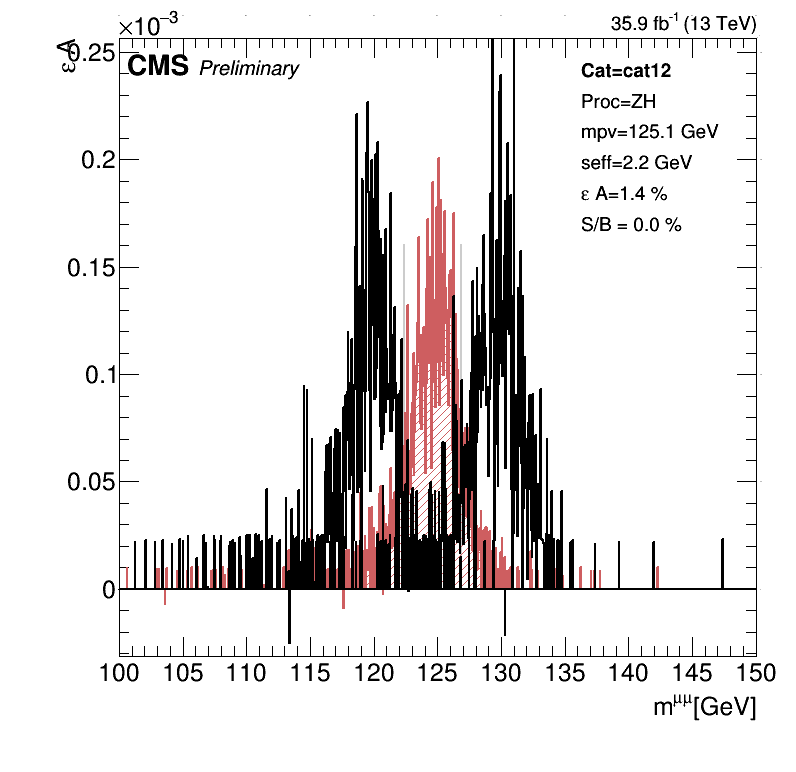 ×10⁻³
35.9 fb⁻¹ (13 TeV)
ε A
CMS Preliminary
Cat=cat12
Proc=ZH
mpv=125.1 GeV
seff=2.2 GeV
ε A=1.4 %
S/B = 0.0 %
0.25
0.2
0.15
0.1
0.05
0
100 105 110 115 120 125 130 135 140 145 150
m^μμ[GeV]